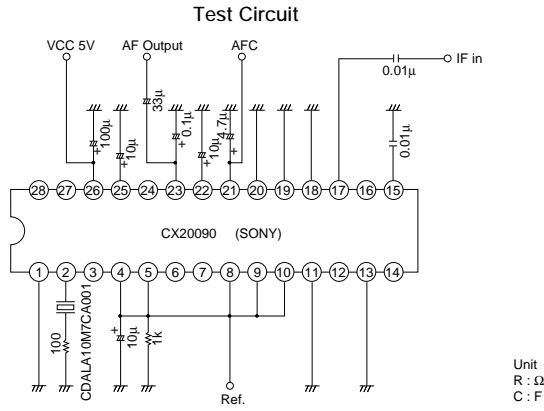 Test Circuit
VCC 5V AF Output AFC
IF in
0.01μ
33μ
100μ
+
10μ
+
0.1μ
+
10μ
+
4.7μ
+
0.01μ
28 27 26 25 24 23 22 21 20 19 18 17 16 15
CX20090 (SONY)
1 2 3 4 5 6 7 8 9 10 11 12 13 14
100
CDALA10M7CA001
+
10μ
1k
Ref.
Unit
R : Ω
C : F